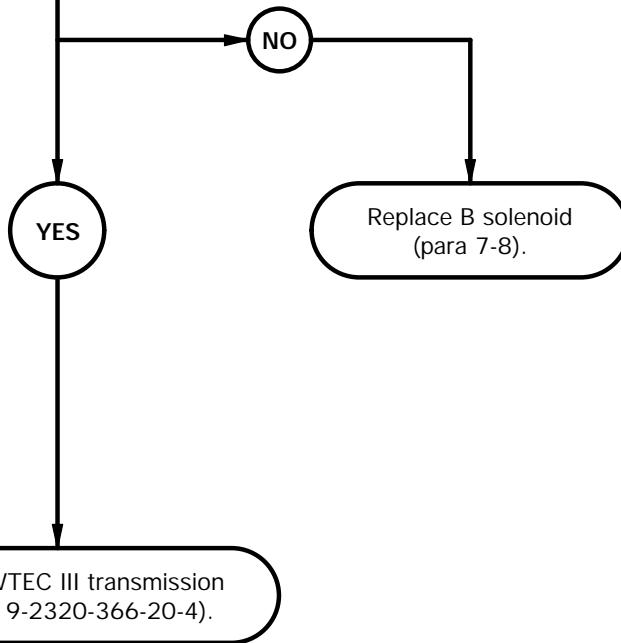 NO
YES
Replace B solenoid
(para 7-8).
TEC III transmission
9-2320-366-20-4).